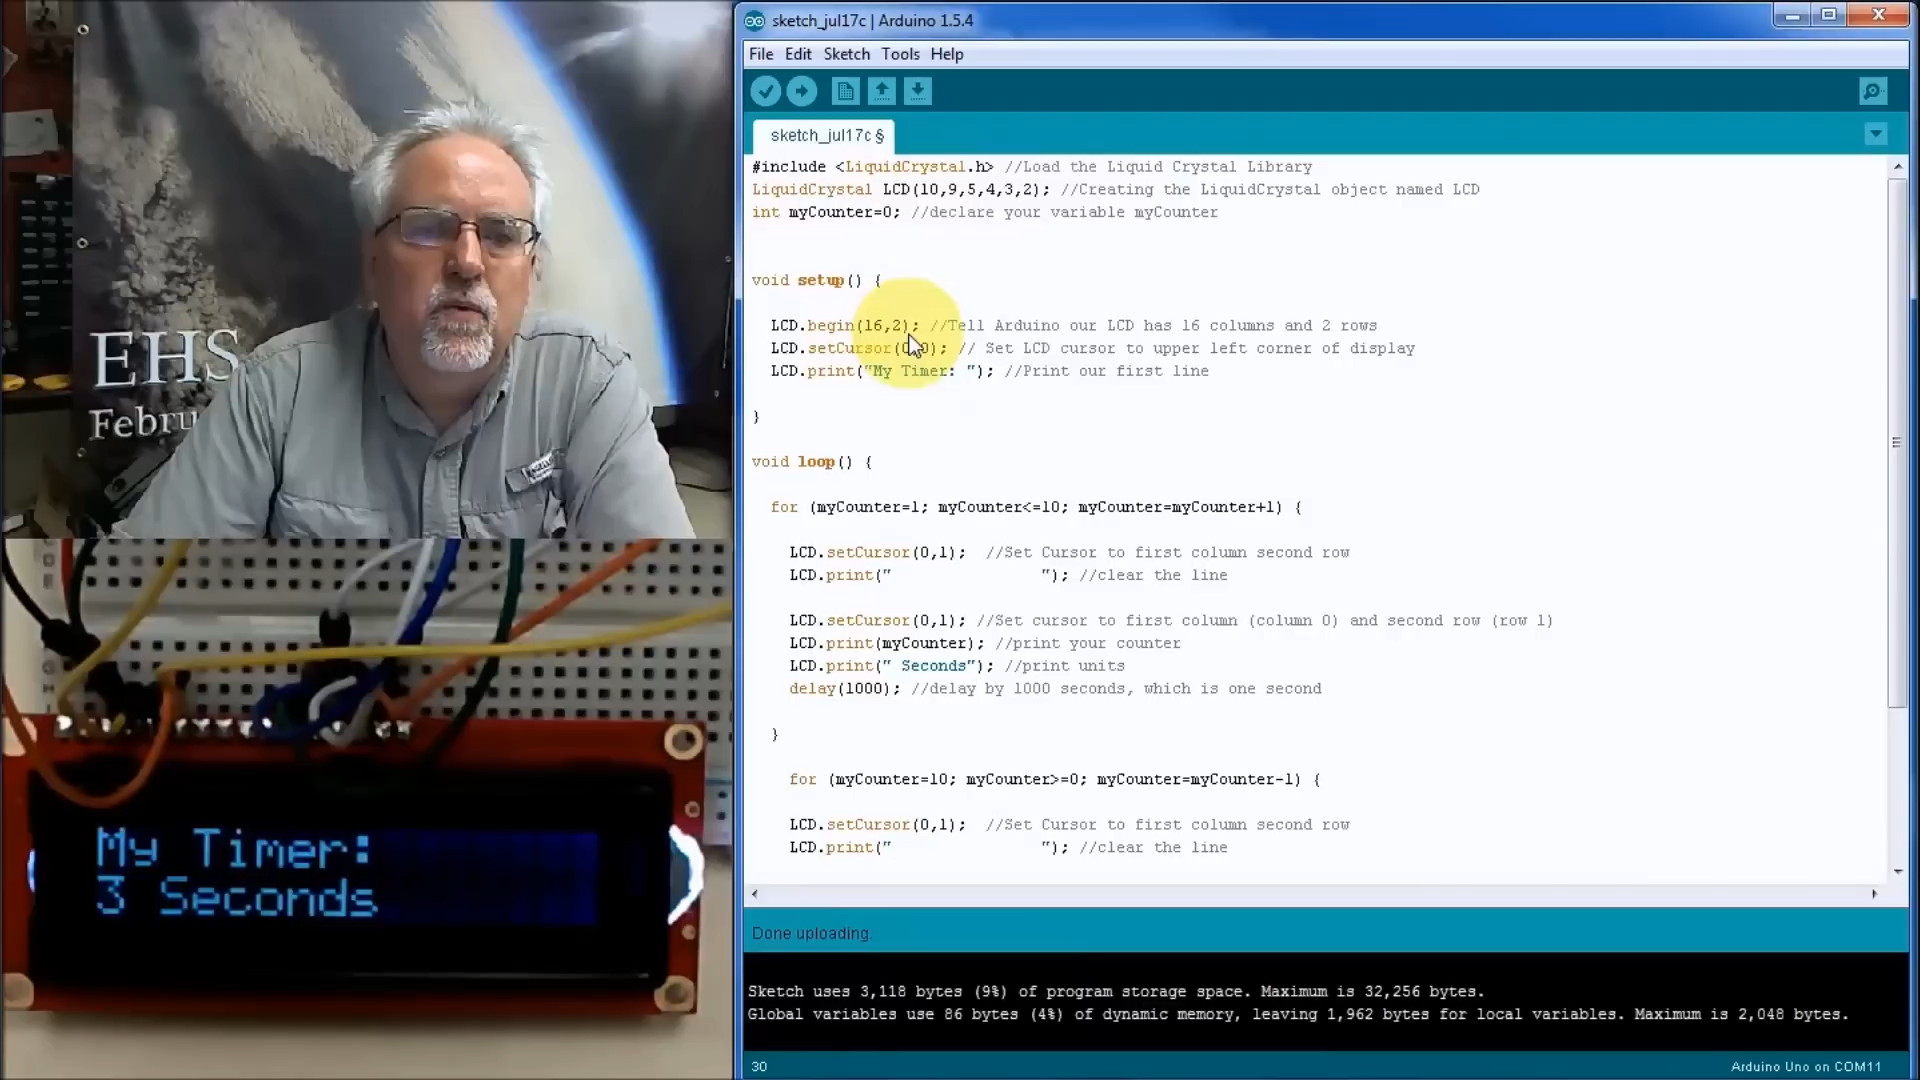 EHS
Febru
My Timer:
3 Seconds
sketch_jul17c | Arduino 1.5.4
File Edit Sketch Tools Help
sketch_jul17c §
#include <LiquidCrystal.h> //Load the Liquid Crystal Library
LiquidCrystal LCD(10,9,5,4,3,2); //Creating the LiquidCrystal object named LCD
int myCounter=0; //declare your variable myCounter
void setup() {
LCD.begin(16,2); //Tell Arduino our LCD has 16 columns and 2 rows
LCD.setCursor(0,0); // Set LCD cursor to upper left corner of display
LCD.print("My Timer: "); //Print our first line
}
void loop() {
for (myCounter=1; myCounter<=10; myCounter=myCounter+1) {
LCD.setCursor(0,1);  //Set Cursor to first column second row
LCD.print("                "); //clear the line
LCD.setCursor(0,1); //Set cursor to first column (column 0) and second row (row 1)
LCD.print(myCounter); //print your counter
LCD.print(" Seconds"); //print units
delay(1000); //delay by 1000 seconds, which is one second
}
for (myCounter=10; myCounter>=0; myCounter=myCounter-1) {
LCD.setCursor(0,1);  //Set Cursor to first column second row
LCD.print("                "); //clear the line
Done uploading.
Sketch uses 3,118 bytes (9%) of program storage space. Maximum is 32,256 bytes.
Global variables use 86 bytes (4%) of dynamic memory, leaving 1,962 bytes for local variables. Maximum is 2,048 bytes.
30
Arduino Uno on COM11